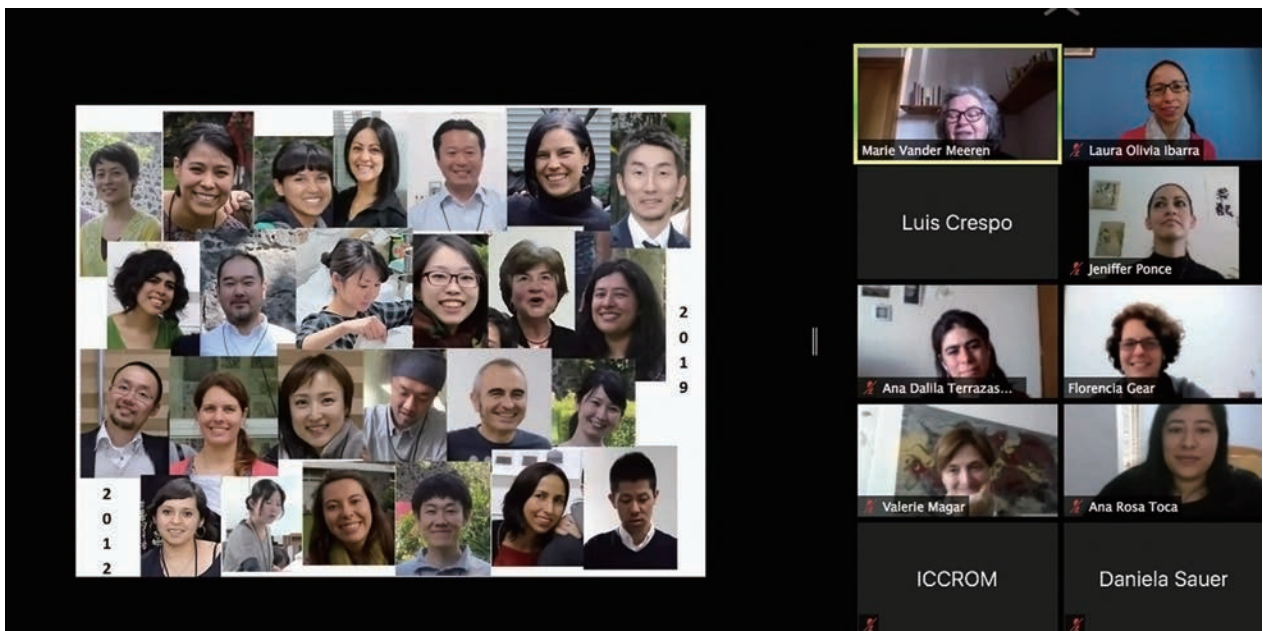 2
0
1
9
2
0
1
2
Marie Vander Meeren
Laura Olivia Ibarra
Luis Crespo
Jeniffer Ponce
Ana Dalila Terrazas...
Florencia Gear
Valerie Magar
Ana Rosa Toca
ICCROM
Daniela Sauer